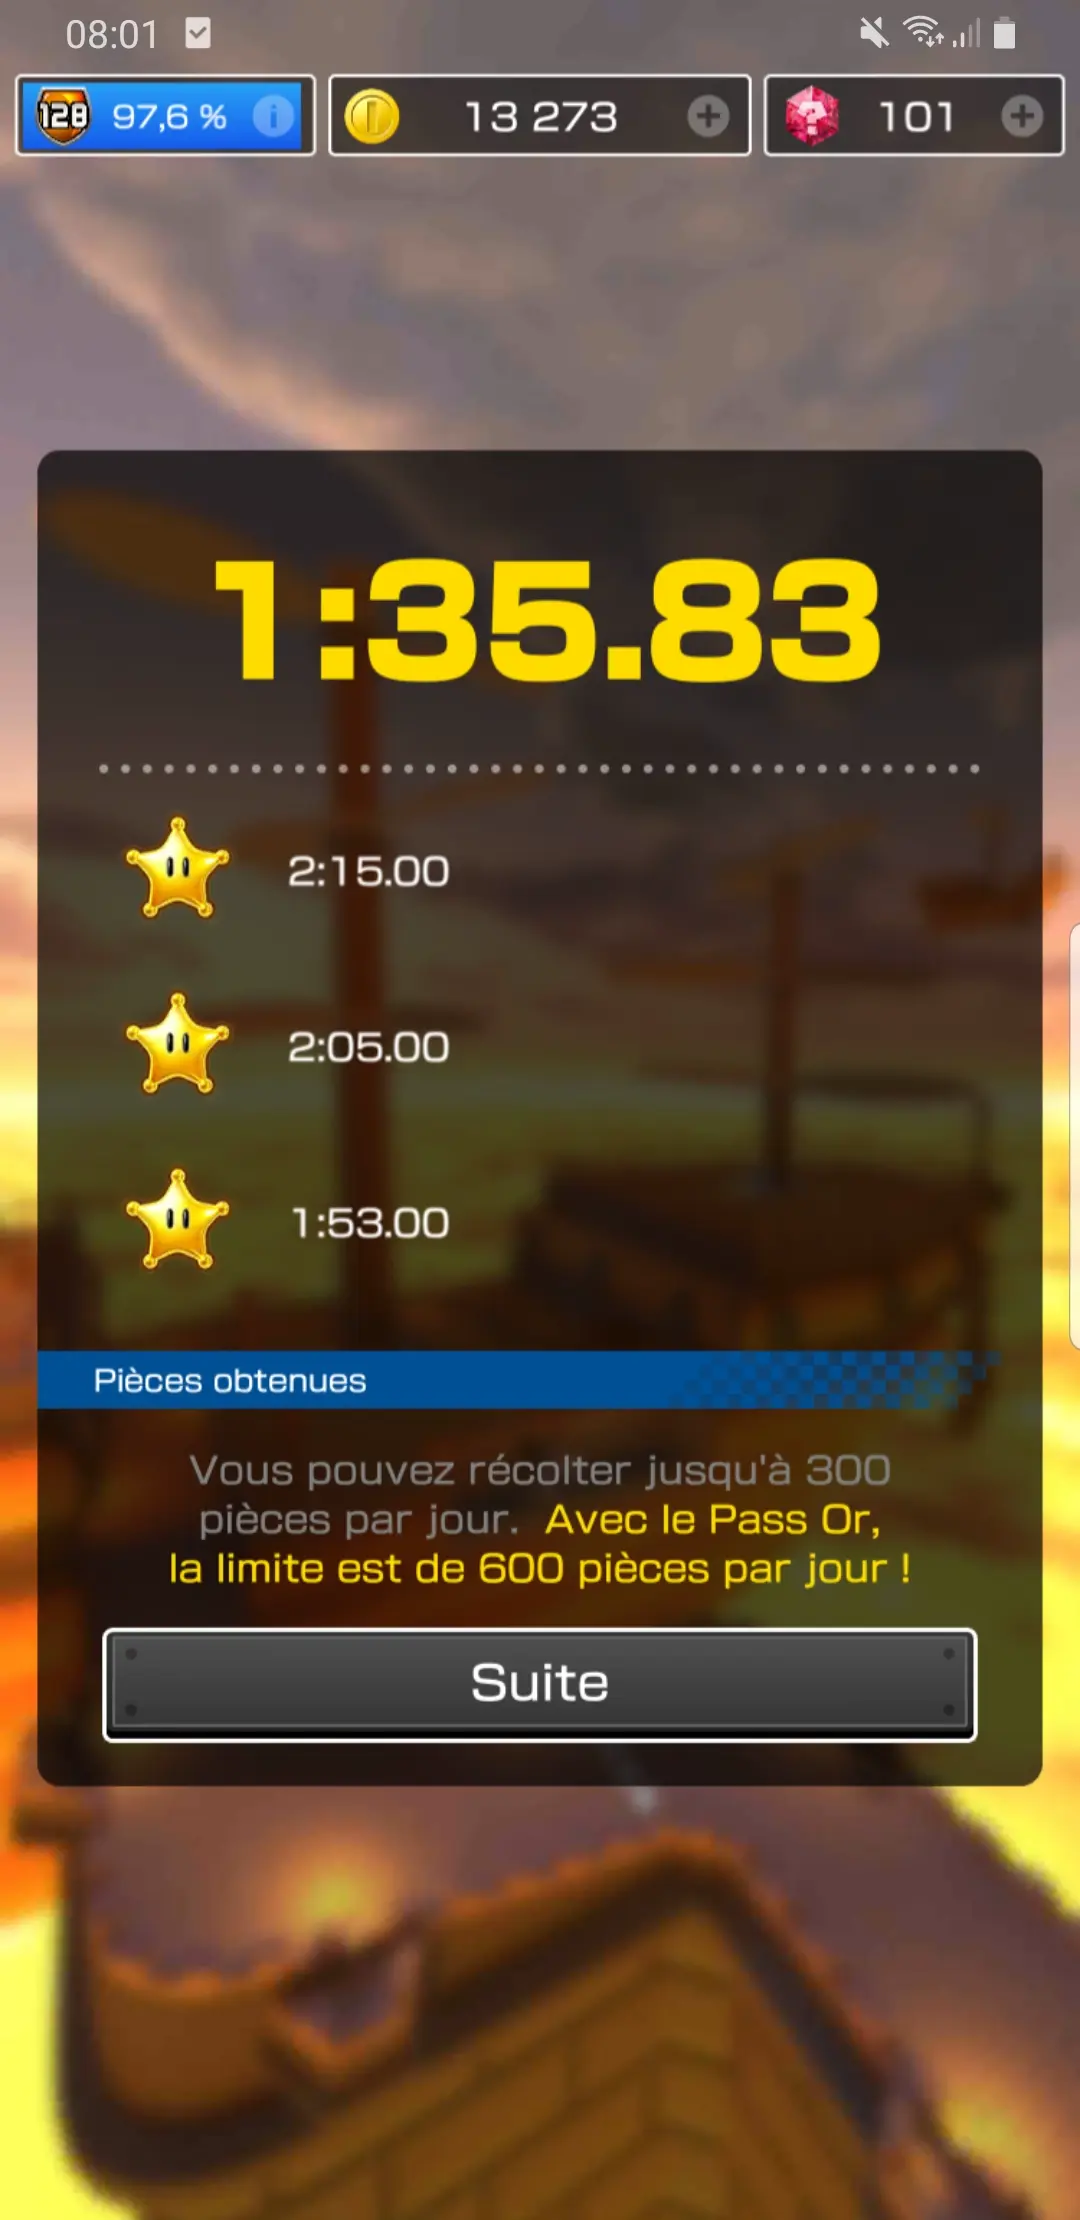 08:01
128 97,6 % i 13 273 + ? 101 +
1:35.83
2:15.00
2:05.00
1:53.00
Pièces obtenues
Vous pouvez récolter jusqu'à 300
pièces par jour. Avec le Pass Or,
la limite est de 600 pièces par jour !
Suite